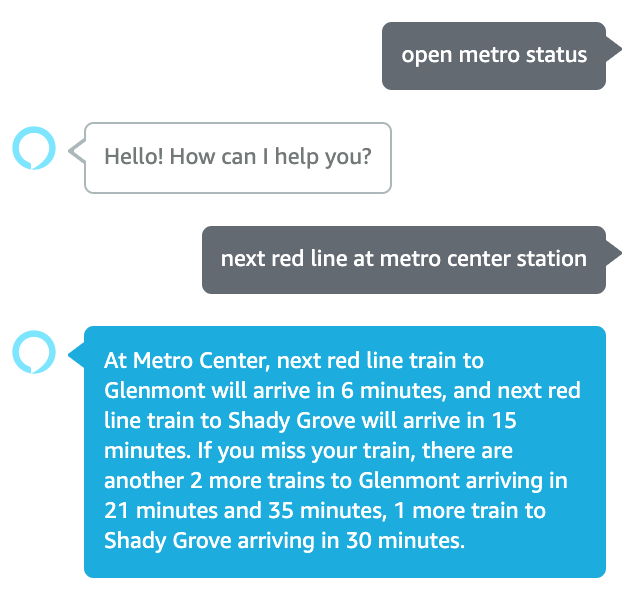 open metro status
Hello! How can I help you?
next red line at metro center station
At Metro Center, next red line train to
Glenmont will arrive in 6 minutes, and next red
line train to Shady Grove will arrive in 15
minutes. If you miss your train, there are
another 2 more trains to Glenmont arriving in
21 minutes and 35 minutes, 1 more train to
Shady Grove arriving in 30 minutes.